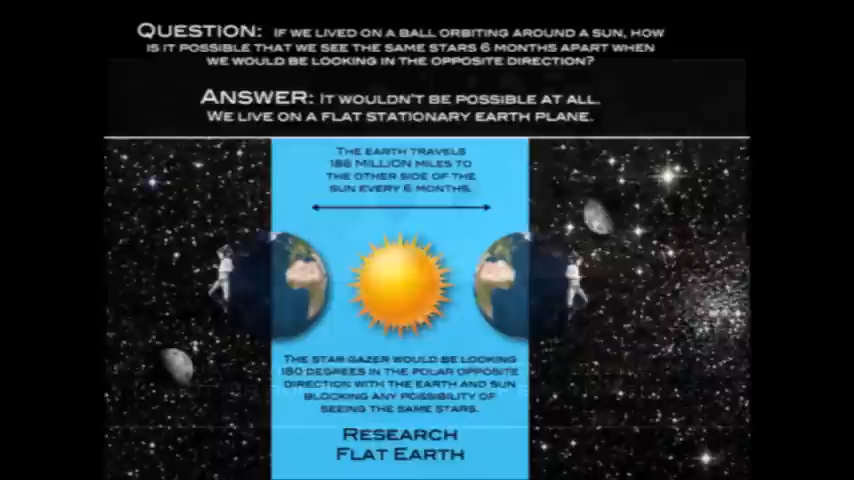 QUESTION: IF WE LIVED ON A BALL ORBITING AROUND A SUN, HOW
IS IT POSSIBLE THAT WE SEE THE SAME STARS 6 MONTHS APART WHEN
WE WOULD BE LOOKING IN THE OPPOSITE DIRECTION?
ANSWER: IT WOULDN'T BE POSSIBLE AT ALL.
WE LIVE ON A FLAT STATIONARY EARTH PLANE.
THE EARTH TRAVELS
186 MILLION MILES TO
THE OTHER SIDE OF THE
SUN EVERY 6 MONTHS.
THE STAR GAZER WOULD BE LOOKING
180 DEGREES IN THE POLAR OPPOSITE
DIRECTION WITH THE EARTH AND SUN
BLOCKING ANY POSSIBILITY OF
SEEING THE SAME STARS.
RESEARCH
FLAT EARTH